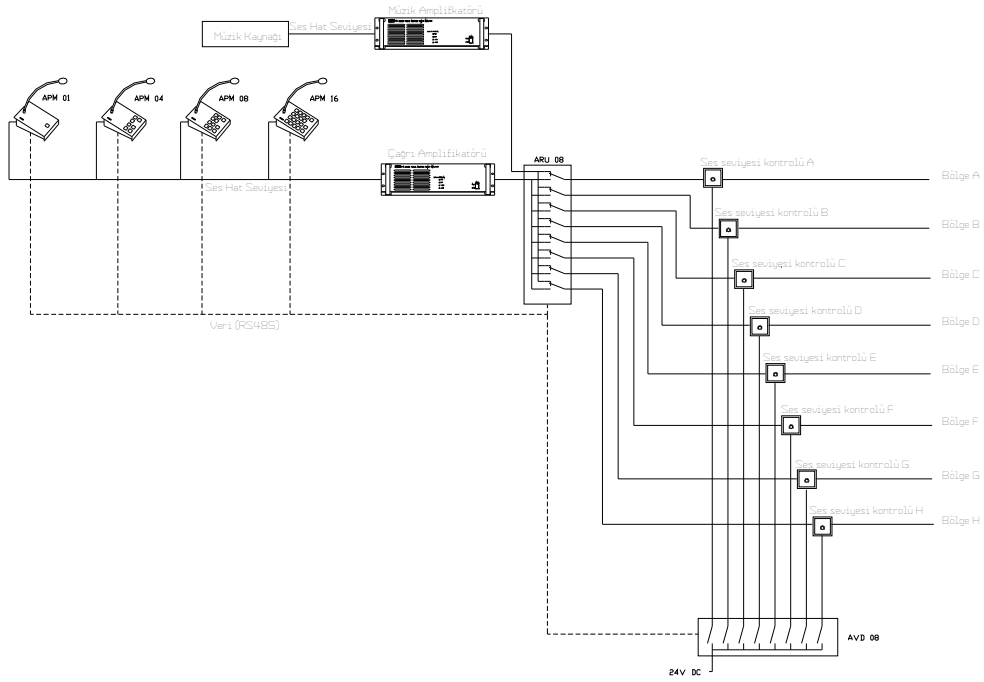 Müzik Amplifikatörü
Ses Hat Seviyesi
Müzik Kaynağı
APM 01
APM 04
APM 08
APM 16
Çağrı Amplifikatörü
ARU 08
Ses seviyesi kontrolü A
Bölge A
Ses Hat Seviyesi
Ses seviyesi kontrolü B
Bölge B
Ses seviyesi kontrolü C
Bölge C
Ses seviyesi kontrolü D
Bölge D
Veri (RS485)
Ses seviyesi kontrolü E
Bölge E
Ses seviyesi kontrolü F
Bölge F
Ses seviyesi kontrolü G
Bölge G
Ses seviyesi kontrolü H
Bölge H
AVD 08
24V DC